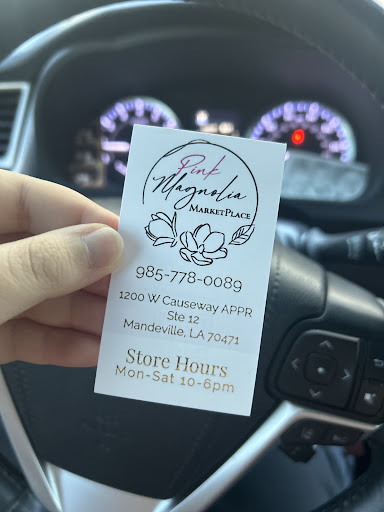 Pink
Magnolia
MARKETPLACE
985-778-0089
1200 W Causeway APPR
Ste 12
Mandeville, LA 70471
Store Hours
Mon-Sat 10-6pm